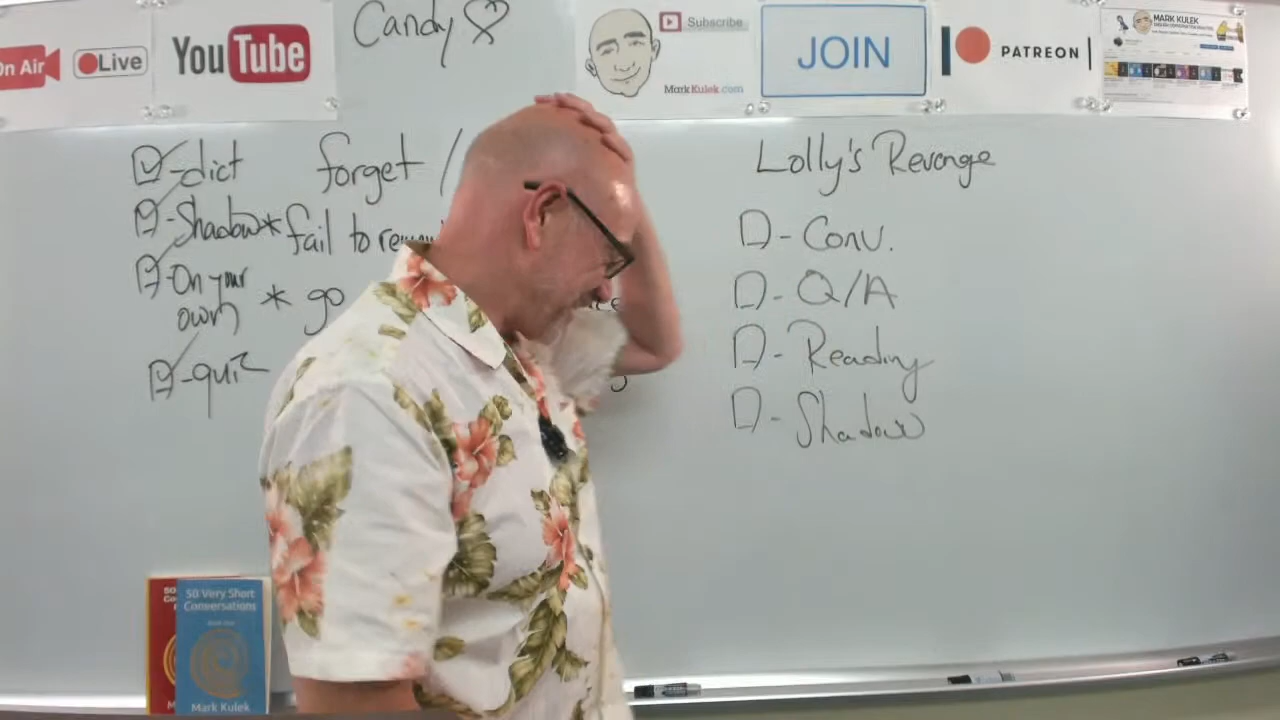 On Air
Live
YouTube
Candy
Subscribe
MarkKulek.com
JOIN
PATREON
MARK KULEK
-dict
forget /
-Shadow * fail to
-On your
own * go
-quiz
Lolly's Revenge
- Conv.
- Q/A
- Reading
- Shadow
50 Very Short
Conversations
Mark Kulek